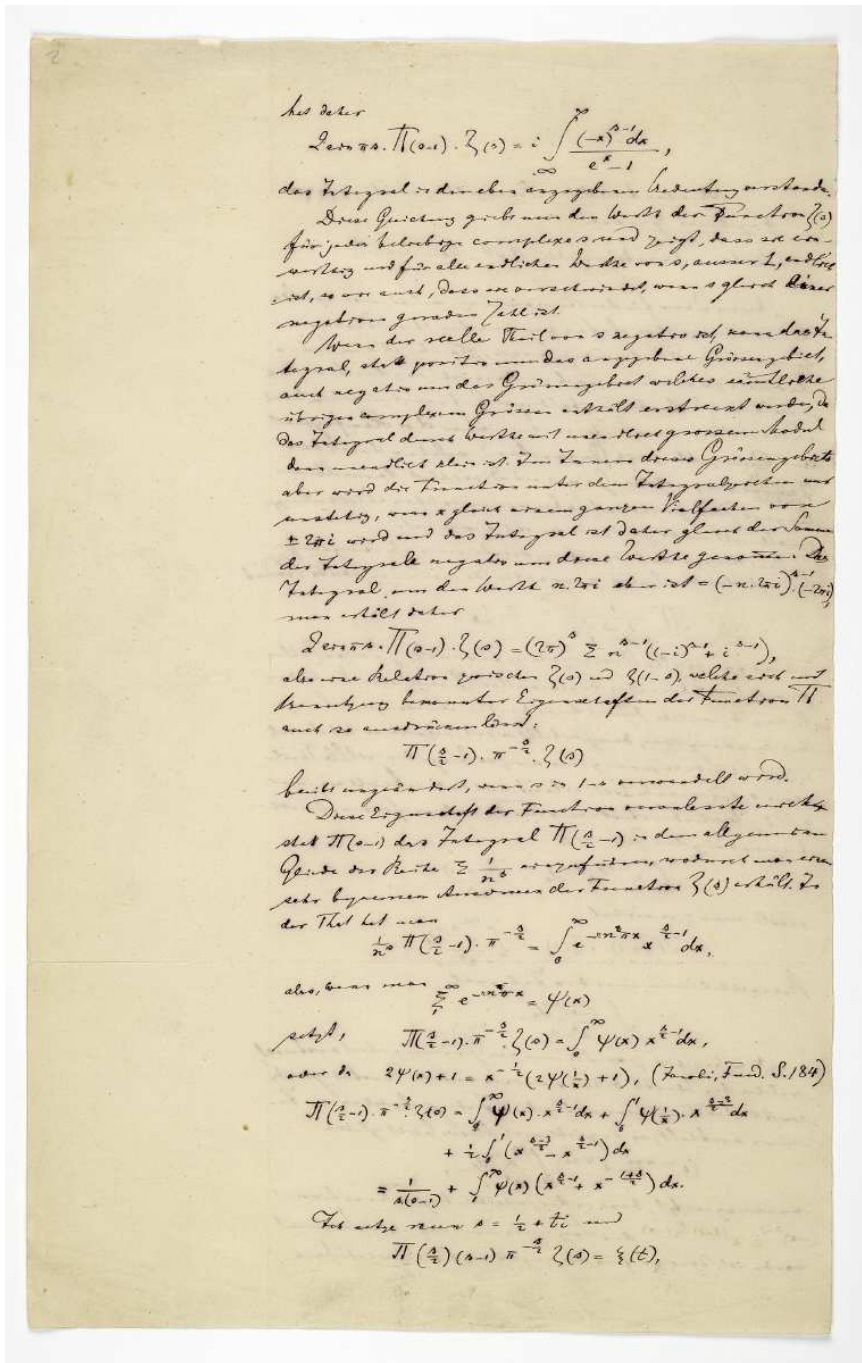 2
hat daher
2 sin πs . Π(s-1) . ζ(s) = i ∫_∞^∞ (-x)^{s-1} dx / (e^x - 1),
das Integral in der eben angegebenen Bedeutung verstanden.
Diese Gleichung giebt nun den Werth der Function ζ(s)
für jedes beliebige complexe s und zeigt, dass sie ein-
werthig und für alle endlichen Werthe von s, ausser 1, endlich
ist, so wie auch, dass sie verschwindet, wenn s gleich einer
negativen geraden Zahl ist.
Wenn der reelle Theil von s negativ ist, kann das In-
tegral, statt positiv um das angegebene Grössengebiet,
auch negativ um das Grössengebiet welches sämmtliche
übrigen complexen Grössen enthält erstreckt werden, da
das Integral durch Werthe mit unendlich grossem Modul
dann unendlich klein ist. Im Innern dieses Grössengebiets
aber wird die Function unter dem Integralzeichen nur
unstetig, wenn x gleich einem ganzen Vielfachen von
± 2πi wird und das Integral ist daher gleich der Summe
der Integrale negativ um diese Werthe genommen. Das
Integral um den Werth n.2πi aber ist = (-n.2πi)^{s-1}(-2πi),
man erhält daher
2 sin πs . Π(s-1) . ζ(s) = (2π)^s Σ n^{s-1} ((-i)^{s-1} + i^{s-1}),
also eine Relation zwischen ζ(s) und ζ(1-s), welche sich mit
Benutzung bekannter Eigenschaften der Function Π
auch so ausdrücken lässt:
Π(s/2 - 1) . π^{-s/2} . ζ(s)
bleibt ungeändert, wenn s in 1-s verwandelt wird.
Diese Eigenschaft der Function veranlasste mich
statt Π(s-1) das Integral Π(s/2 - 1) in dem allgemeinen
Gliede der Reihe Σ 1/n^s einzuführen, wodurch man einen
sehr bequemen Ausdruck der Function ζ(s) erhält. In
der That hat man
1/n^s Π(s/2 - 1) . π^{-s/2} = ∫_0^∞ e^{-n²πx} x^{s/2 - 1} dx,
also, wenn man Σ_1^∞ e^{-n²πx} = ψ(x)
setzt, Π(s/2 - 1) . π^{-s/2} . ζ(s) = ∫_0^∞ ψ(x) x^{s/2 - 1} dx,
oder da 2ψ(x) + 1 = x^{-1/2} (2ψ(1/x) + 1), (Jacobi, Fund. S. 184)
Π(s/2 - 1) . π^{-s/2} . ζ(s) = ∫_1^∞ ψ(x) . x^{s/2 - 1} dx + ∫_0^1 ψ(1/x) . x^{(s-3)/2} dx
+ 1/2 ∫_0^1 (x^{(s-3)/2} - x^{s/2 - 1}) dx
= 1/(s(s-1)) + ∫_1^∞ ψ(x) (x^{s/2 - 1} + x^{-(1+s)/2}) dx.
Ich setze nun s = 1/2 + ti und
Π(s/2) (s-1) π^{-s/2} ζ(s) = ξ(t),